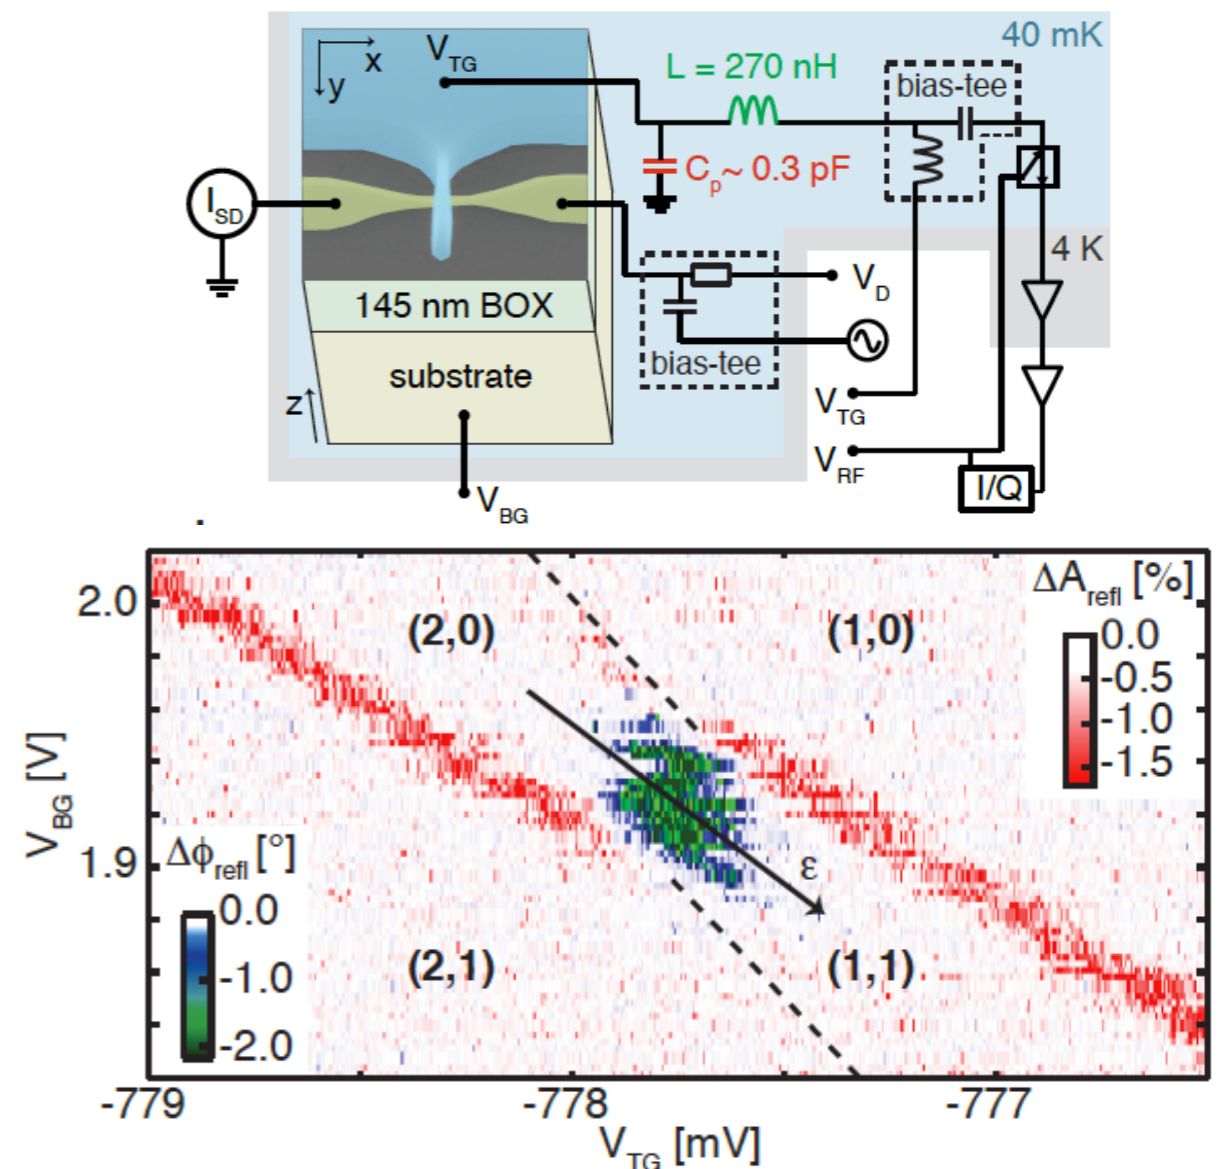 40 mK
V_TG
x
y
L = 270 nH
bias-tee
C_p~ 0.3 pF
I_SD
4 K
V_D
145 nm BOX
bias-tee
substrate
z
V_TG
V_RF
I/Q
V_BG
ΔA_refl [%]
2.0
(2,0)
(1,0)
0.0
-0.5
-1.0
-1.5
V_BG [V]
Δϕ_refl [°]
1.9
ε
0.0
(2,1)
(1,1)
-1.0
-2.0
-779
-778
-777
V_TG [mV]